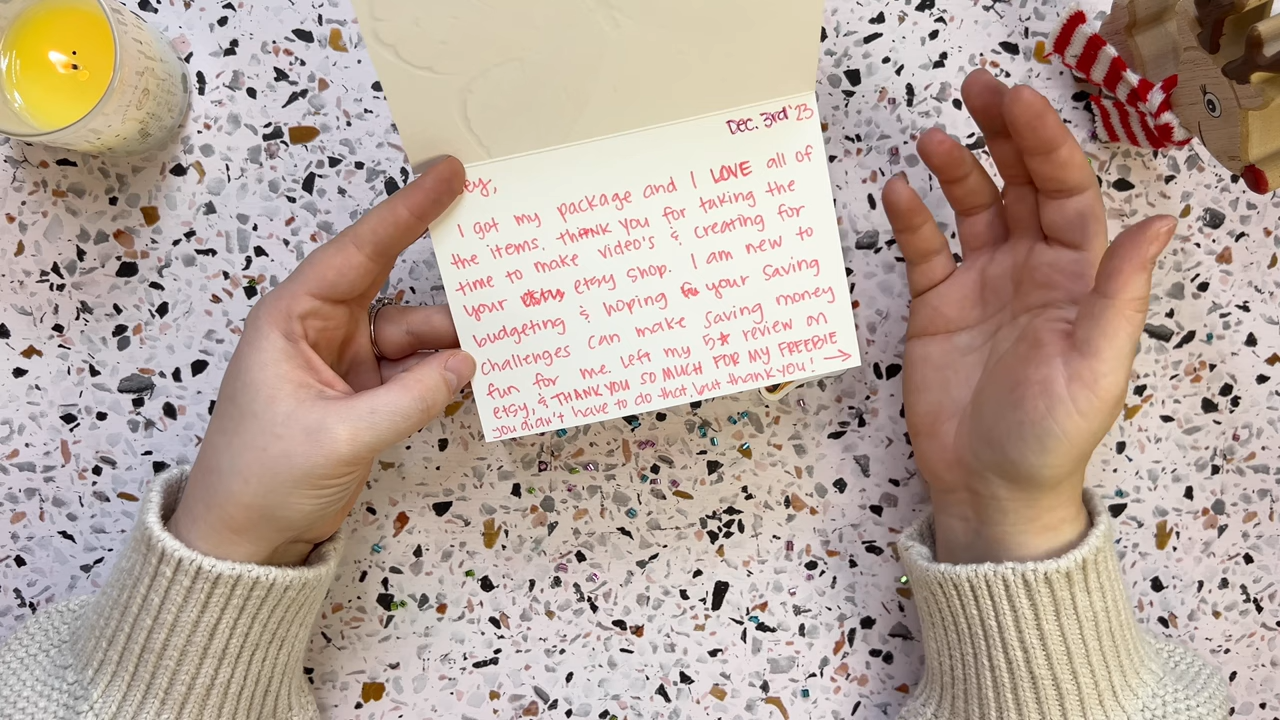 Dec. 3rd '23
ey,
I got my package and I LOVE all of
the items. THANK YOU for taking the
time to make video's & creating for
your etsy shop. I am new to
budgeting & hoping your saving
challenges can make saving money
fun for me. Left my 5★ review on
etsy, & THANK YOU SO MUCH FOR MY FREEBIE
you didn't have to do that, but thank you! →